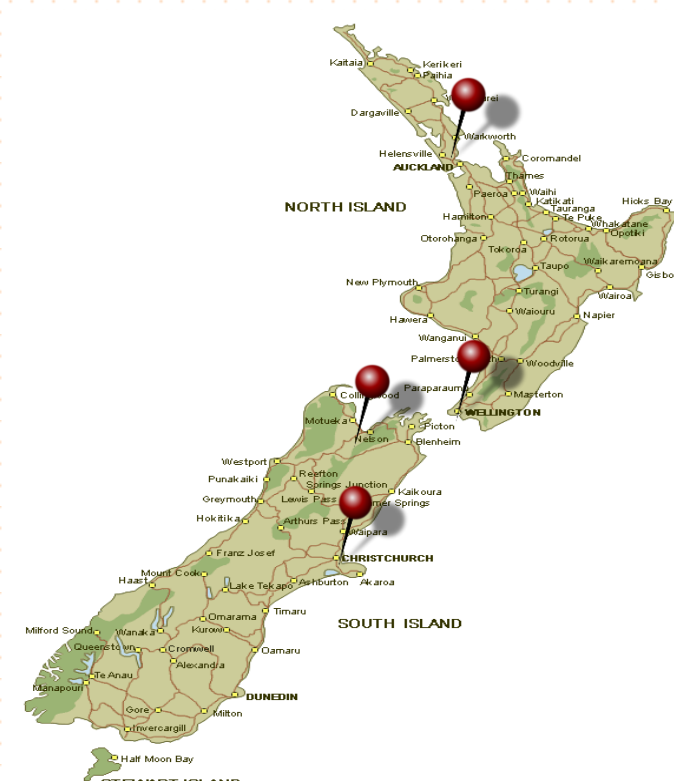 Kaitaia
Kerikeri
Paihia
Dargaville
Warkworth
Helensville
AUCKLAND
Coromandel
Thames
Paeroa
Waihi
Katikati
Hicks Bay
NORTH ISLAND
Tauranga
Hamilton
Te Puke
Whakatane
Opotiki
Otorohanga
Rotorua
Tokoroa
Waikaremoana
Taupo
Gisbo
New Plymouth
Turangi
Wairoa
Waiouru
Napier
Hawera
Wanganui
Woodville
Paraparaumu
Masterton
WELLINGTON
Motueka
Picton
Nelson
Blenheim
Westport
Reefton
Punakaiki
Springs Junction
Kaikoura
Greymouth
Lewis Pass
Springs
Hokitika
Arthurs Pass
Waipara
Franz Josef
CHRISTCHURCH
Mount Cook
Haast
Lake Tekapo
Ashburton
Akaroa
Timaru
Omarama
SOUTH ISLAND
Milford Sound
Wanaka
Kurow
Queenstown
Cromwell
Oamaru
Alexandra
Te Anau
Manapouri
DUNEDIN
Gore
Milton
Invercargill
Half Moon Bay
STEWART ISLAND